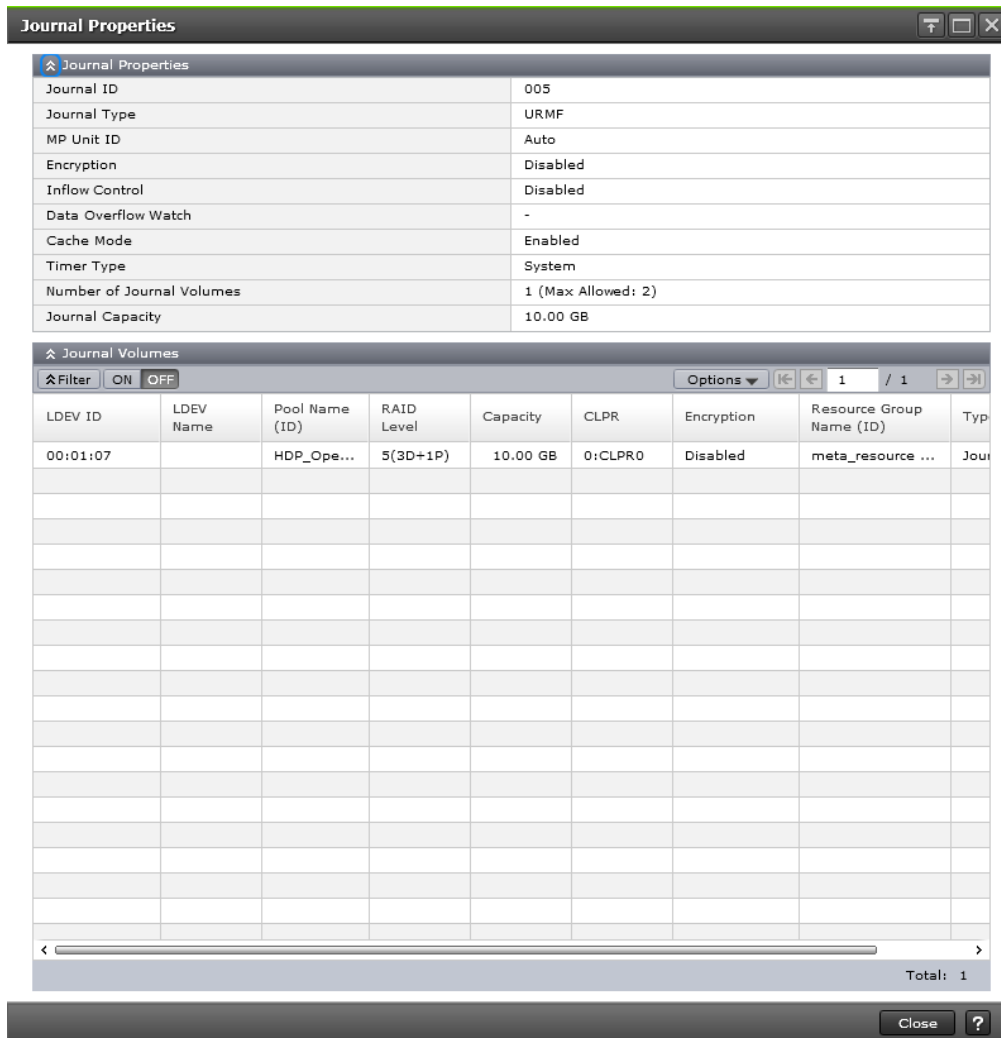 Journal Properties
Journal Properties
Journal ID 005
Journal Type URMF
MP Unit ID Auto
Encryption Disabled
Inflow Control Disabled
Data Overflow Watch -
Cache Mode Enabled
Timer Type System
Number of Journal Volumes 1 (Max Allowed: 2)
Journal Capacity 10.00 GB
Journal Volumes
Filter ON OFF Options 1 / 1
LDEV ID LDEV Name Pool Name (ID) RAID Level Capacity CLPR Encryption Resource Group Name (ID) Typ
00:01:07 HDP_Ope... 5(3D+1P) 10.00 GB 0:CLPR0 Disabled meta_resource ... Jour
Total: 1
Close ?